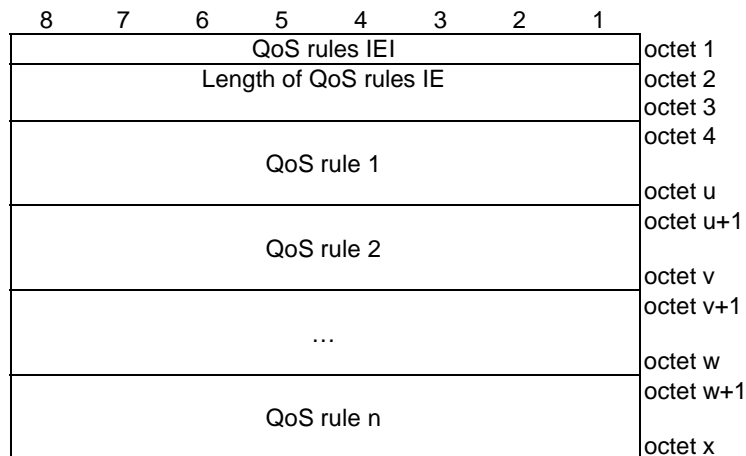 8 7 6 5 4 3 2 1
QoS rules IEI octet 1
Length of QoS rules IE octet 2
octet 3
octet 4
QoS rule 1
octet u
octet u+1
QoS rule 2
octet v
octet v+1
…
octet w
octet w+1
QoS rule n
octet x